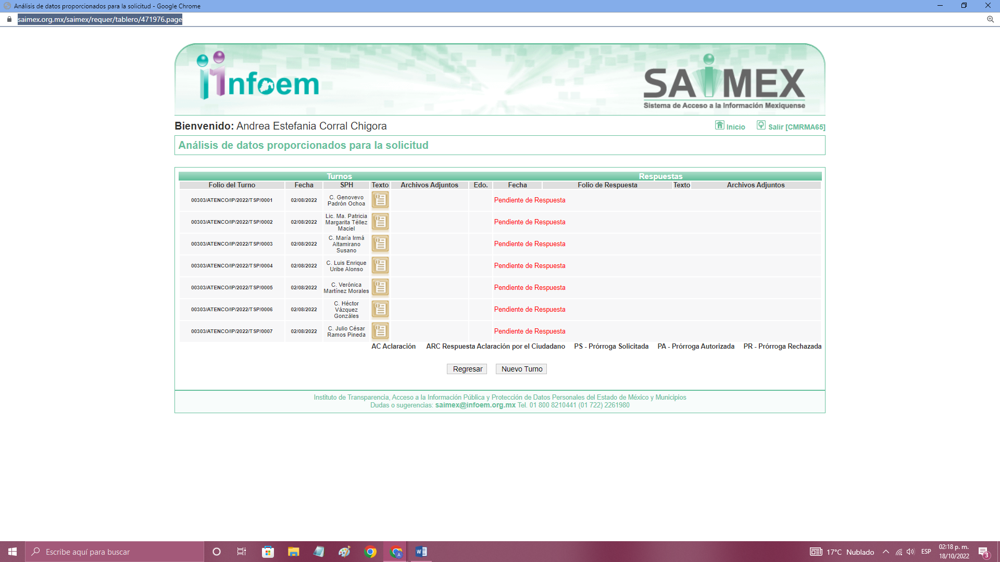 Análisis de datos proporcionados para la solicitud - Google Chrome
saimex.org.mx/saimex/requer/tablero/471976.page
infoem
SAIMEX
Sistema de Acceso a la Información Mexiquense
Bienvenido: Andrea Estefania Corral Chigora
Inicio Salir [CMRMA65]
Análisis de datos proporcionados para la solicitud
Turnos Respuestas
Folio del Turno Fecha SPH Texto Archivos Adjuntos Edo. Fecha Folio de Respuesta Texto Archivos Adjuntos
00303/ATENCO/IP/2022/TSP/0001 02/08/2022 C. Genovevo Padrón Ochoa Pendiente de Respuesta
00303/ATENCO/IP/2022/TSP/0002 02/08/2022 Lic. Ma. Patricia Margarita Téllez Maciel Pendiente de Respuesta
00303/ATENCO/IP/2022/TSP/0003 02/08/2022 C. María Irmá Altamirano Susano Pendiente de Respuesta
00303/ATENCO/IP/2022/TSP/0004 02/08/2022 C. Luis Enrique Uribe Alonso Pendiente de Respuesta
00303/ATENCO/IP/2022/TSP/0005 02/08/2022 C. Verónica Martínez Morales Pendiente de Respuesta
00303/ATENCO/IP/2022/TSP/0006 02/08/2022 C. Héctor Vázquez Gonzáles Pendiente de Respuesta
00303/ATENCO/IP/2022/TSP/0007 02/08/2022 C. Julio César Ramos Pineda Pendiente de Respuesta
AC Aclaración ARC Respuesta Aclaración por el Ciudadano PS - Prórroga Solicitada PA - Prórroga Autorizada PR - Prórroga Rechazada
Regresar Nuevo Turno
Instituto de Transparencia, Acceso a la Información Pública y Protección de Datos Personales del Estado de México y Municipios
Dudas o sugerencias: saimex@infoem.org.mx Tel. 01 800 8210441 (01 722) 2261980
Escribe aquí para buscar
17°C Nublado
ESP
02:18 p. m.
18/10/2022
3